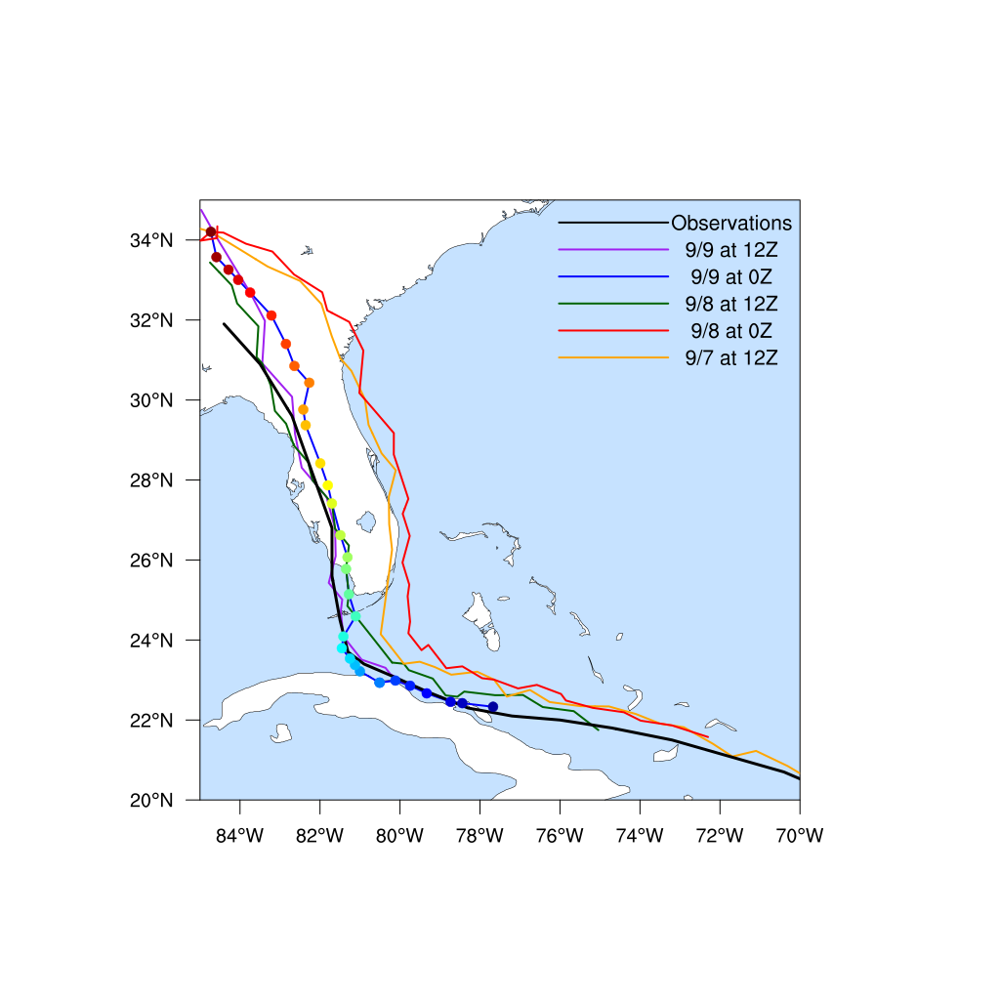 Observations
9/9 at 12Z
9/9 at 0Z
9/8 at 12Z
9/8 at 0Z
9/7 at 12Z
34°N
32°N
30°N
28°N
26°N
24°N
22°N
20°N
84°W 82°W 80°W 78°W 76°W 74°W 72°W 70°W